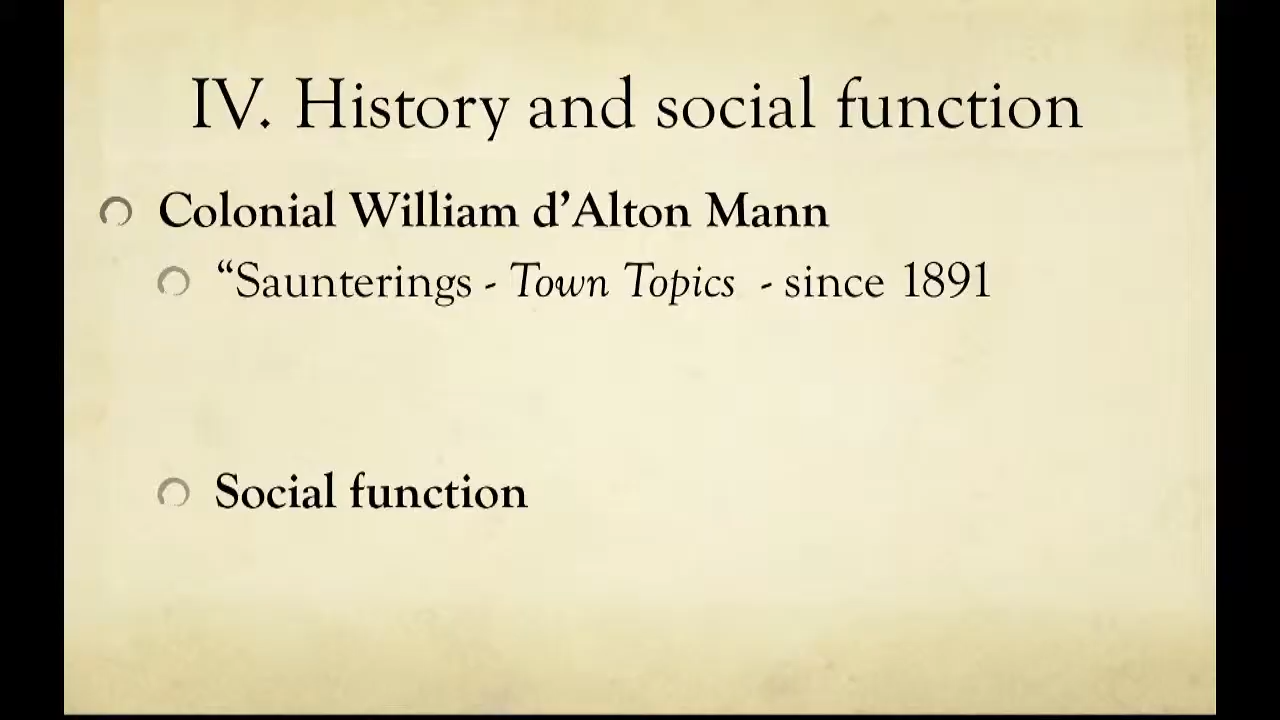 IV. History and social function
Colonial William d’Alton Mann
“Saunterings - Town Topics - since 1891
Social function